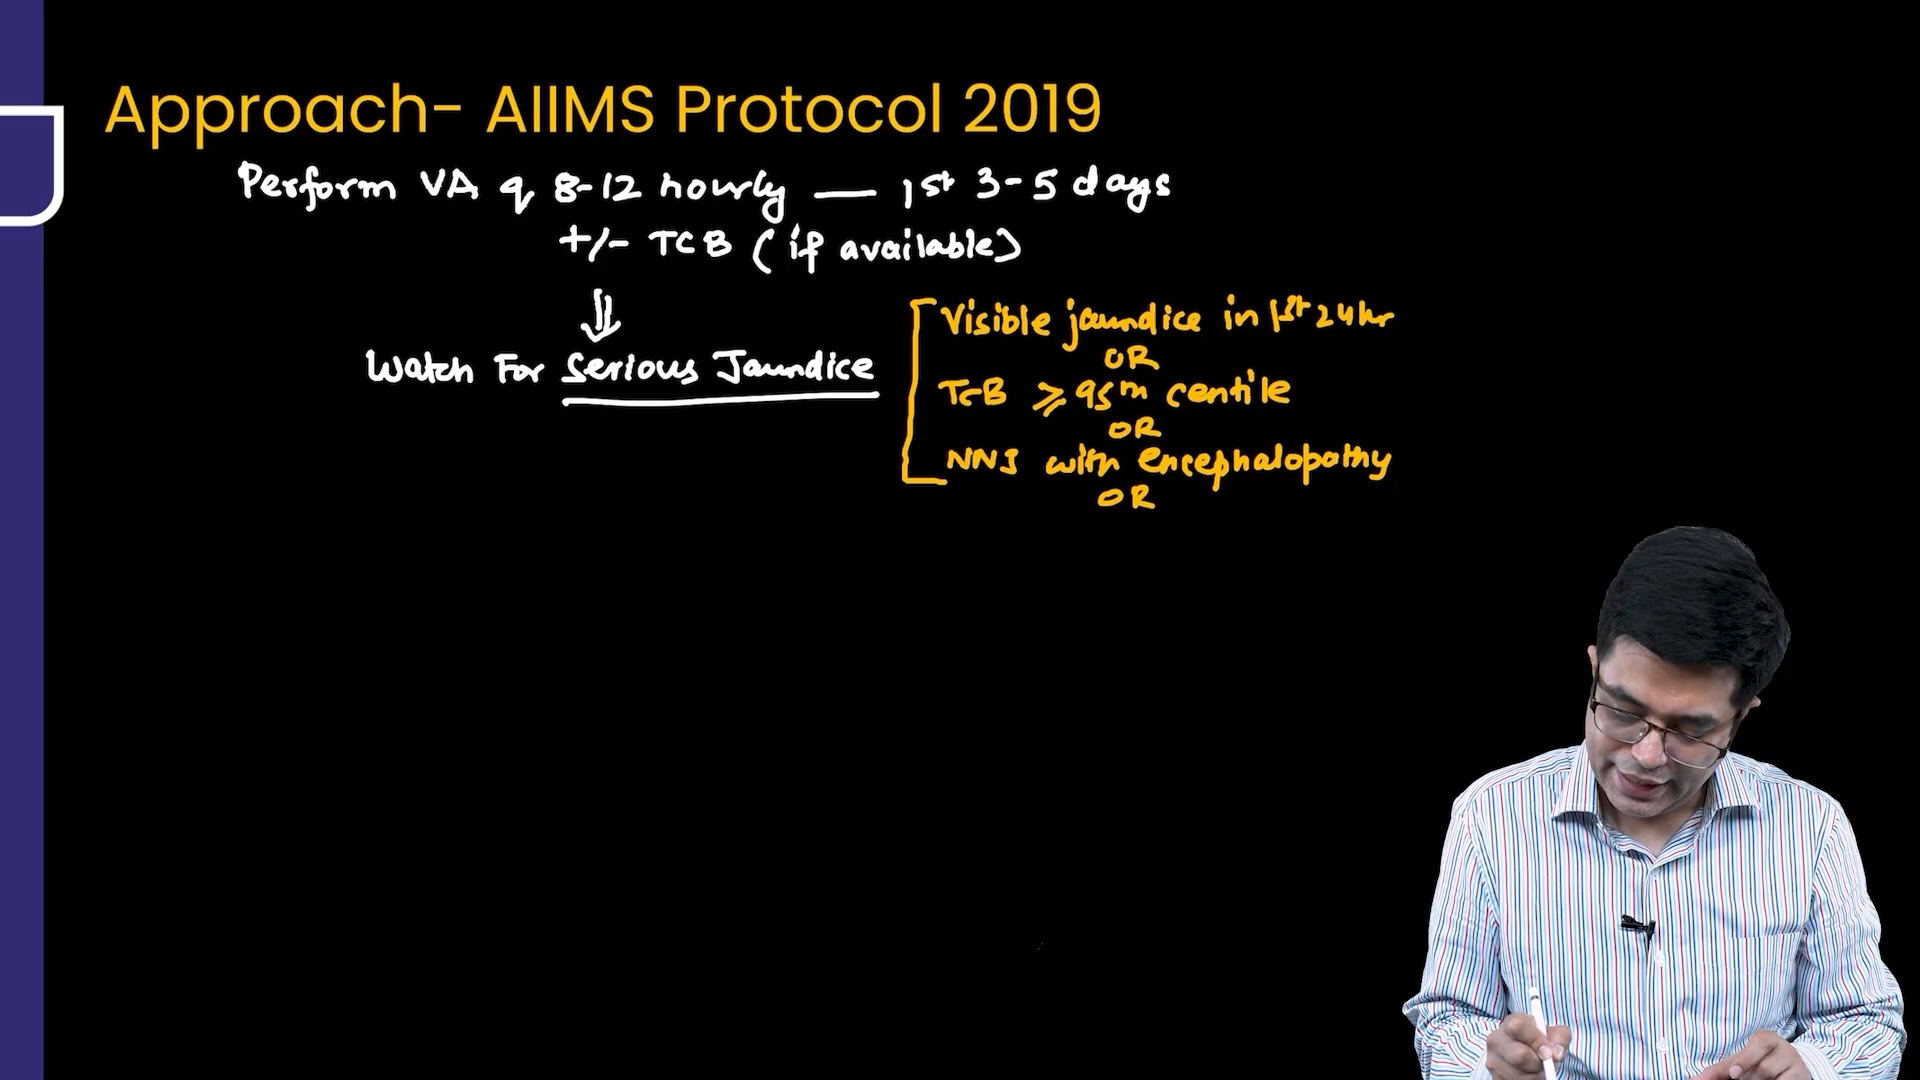 Approach- AIIMS Protocol 2019
Perform VA q 8-12 hourly — 1st 3-5 days
+/- TCB (if available)
⇓
Watch For Serious Jaundice
Visible jaundice in 1st 24hr
OR
TcB ≥ 95th centile
OR
NNJ with encephalopathy
OR